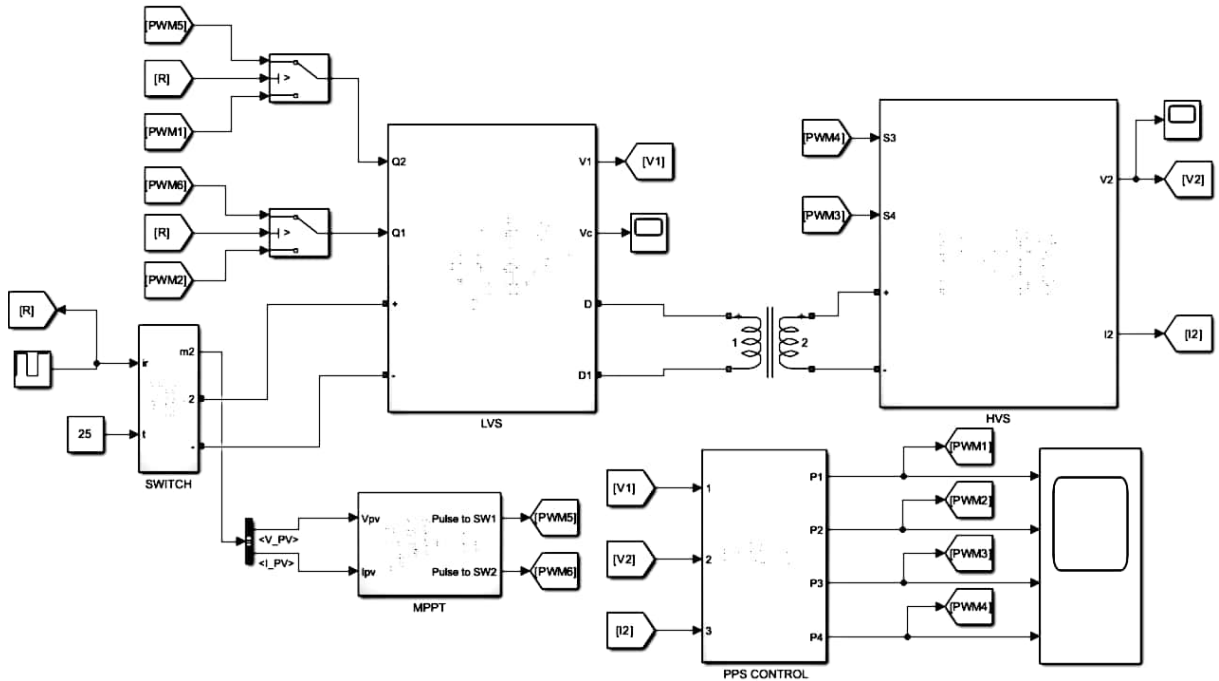 [PWM5]
[R]
[PWM1]
[PWM6]
[R]
[PWM2]
[R]
25
ir
t
m2
2
-
SWITCH
Q2
Q1
+
-
V1
Vc
D
D1
LVS
[V1]
1
2
[PWM4]
[PWM3]
S3
S4
+
-
V2
I2
HVS
[V2]
[I2]
<V_PV>
<I_PV>
Vpv
Ipv
Pulse to SW1
Pulse to SW2
MPPT
[PWM5]
[PWM6]
[V1]
[V2]
[I2]
1
2
3
P1
P2
P3
P4
PPS CONTROL
[PWM1]
[PWM2]
[PWM3]
[PWM4]